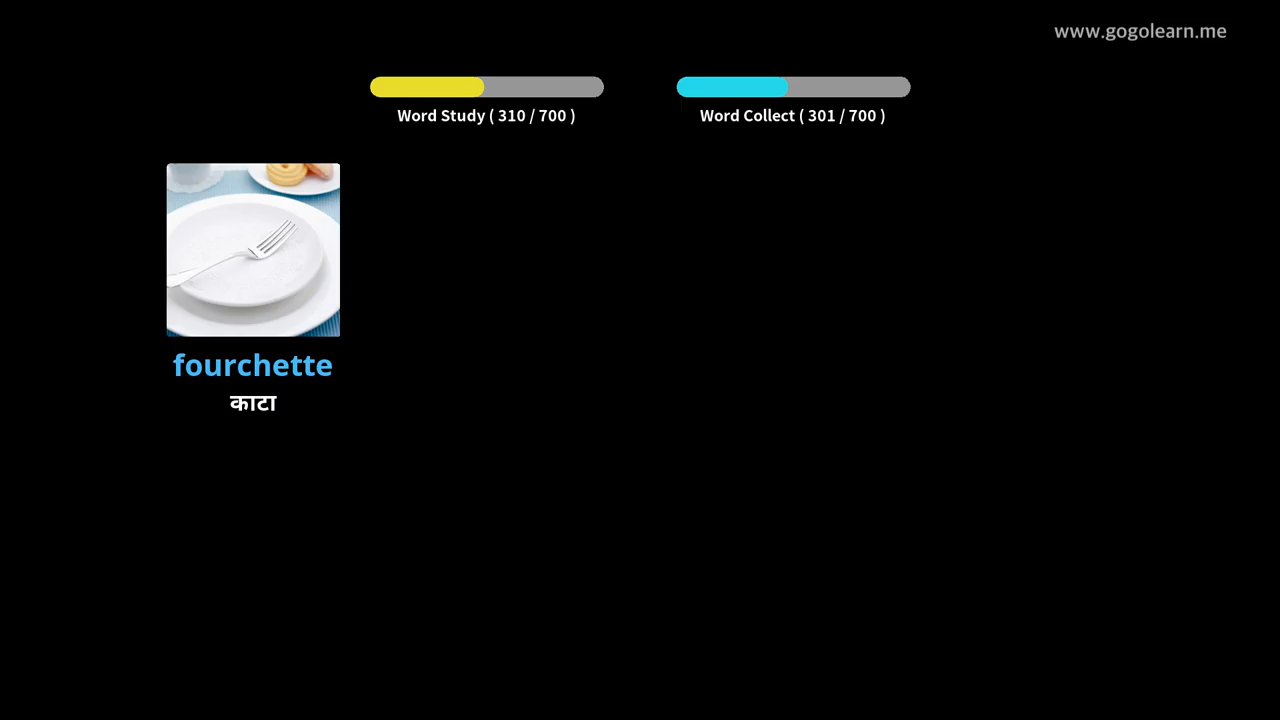 www.gogolearn.me
Word Study ( 310 / 700 )
Word Collect ( 301 / 700 )
fourchette
काटा